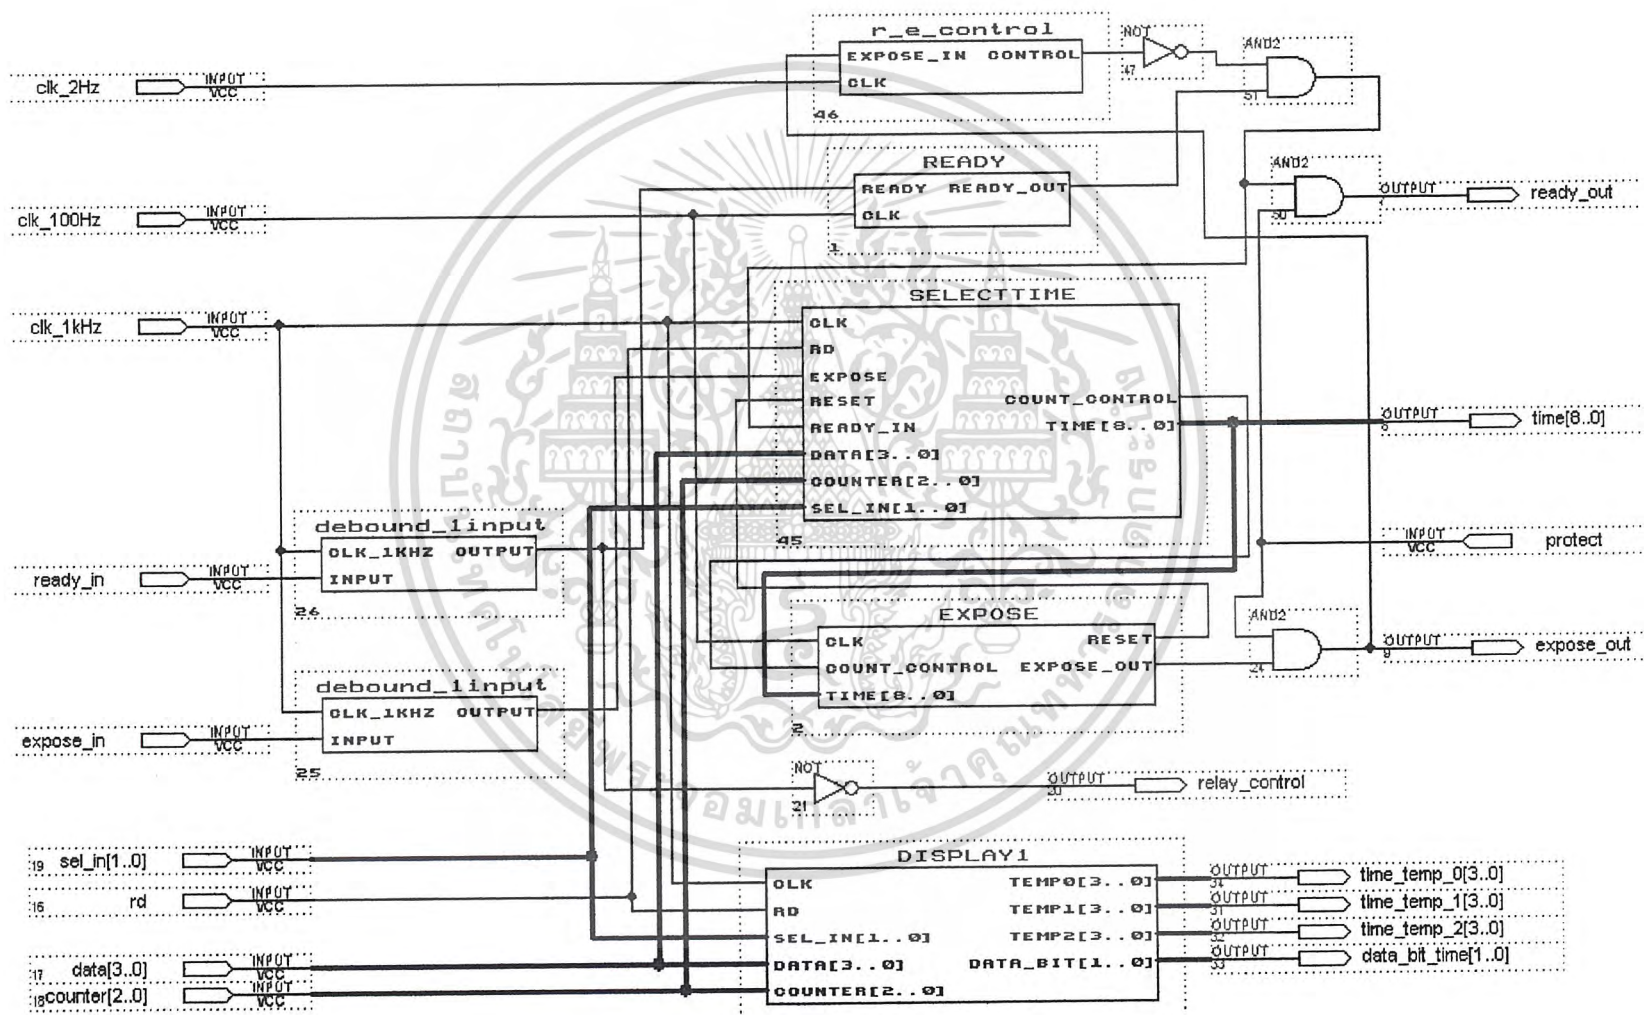 r_e_control
EXPOSE_IN CONTROL
CLK
46
NOT
47
AND2
51
clk_2Hz
INPUT
VCC
READY
READY READY_OUT
CLK
1
AND2
50
OUTPUT
ready_out
clk_100Hz
INPUT
VCC
clk_1kHz
INPUT
VCC
SELECTTIME
CLK
RD
EXPOSE
RESET
READY_IN
DATA[3..0]
COUNTER[2..0]
SEL_IN[1..0]
COUNT_CONTROL
TIME[8..0]
45
OUTPUT
time[8..0]
INPUT
VCC
protect
debound_1input
CLK_1KHZ OUTPUT
INPUT
26
ready_in
INPUT
VCC
EXPOSE
CLK
COUNT_CONTROL
TIME[8..0]
RESET
EXPOSE_OUT
2
AND2
24
OUTPUT
9
expose_out
debound_1input
CLK_1KHZ OUTPUT
INPUT
25
expose_in
INPUT
VCC
NOT
21
OUTPUT
20
relay_control
19 sel_in[1..0]
INPUT
VCC
16 rd
INPUT
VCC
17 data[3..0]
INPUT
VCC
18 counter[2..0]
INPUT
VCC
DISPLAY1
CLK
RD
SEL_IN[1..0]
DATA[3..0]
COUNTER[2..0]
TEMP0[3..0]
TEMP1[3..0]
TEMP2[3..0]
DATA_BIT[1..0]
OUTPUT
34
time_temp_0[3..0]
OUTPUT
31
time_temp_1[3..0]
OUTPUT
32
time_temp_2[3..0]
OUTPUT
33
data_bit_time[1..0]